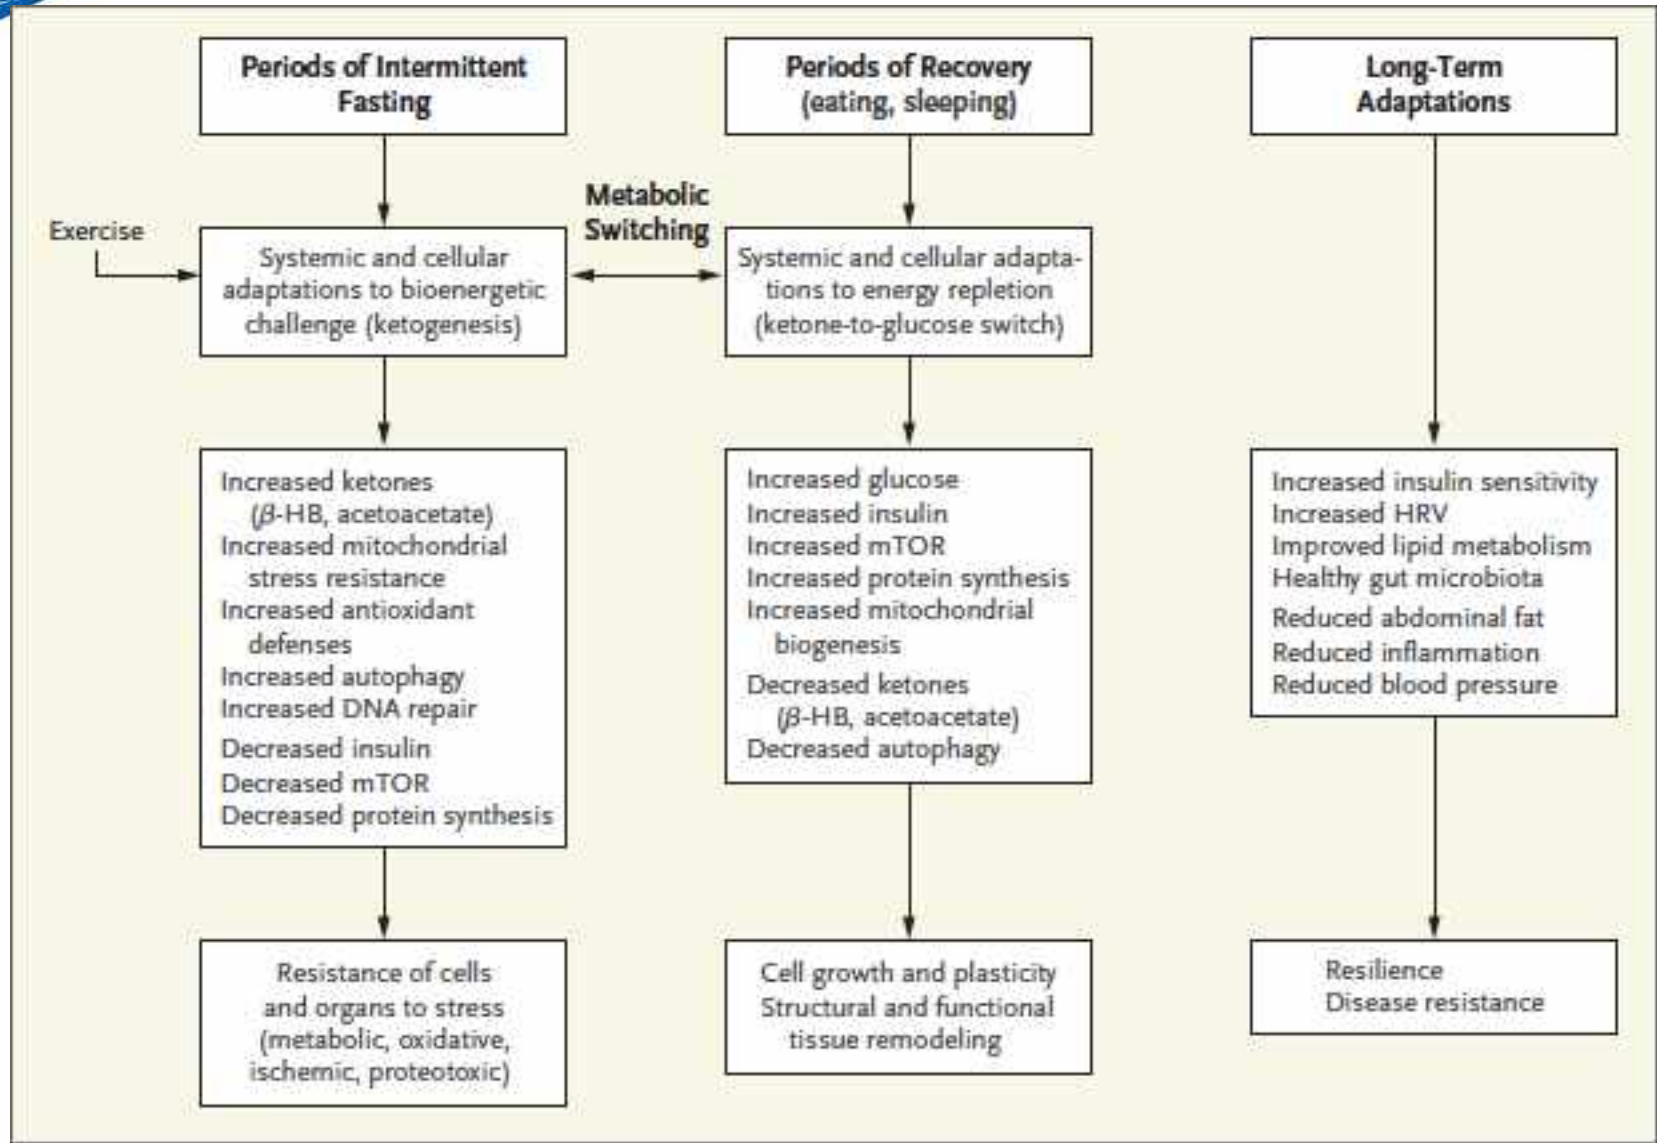 Periods of Intermittent
Fasting
Periods of Recovery
(eating, sleeping)
Long-Term
Adaptations
Exercise
Metabolic
Switching
Systemic and cellular
adaptations to bioenergetic
challenge (ketogenesis)
Systemic and cellular adapta-
tions to energy repletion
(ketone-to-glucose switch)
Increased ketones
(β-HB, acetoacetate)
Increased mitochondrial
stress resistance
Increased antioxidant
defenses
Increased autophagy
Increased DNA repair
Decreased insulin
Decreased mTOR
Decreased protein synthesis
Increased glucose
Increased insulin
Increased mTOR
Increased protein synthesis
Increased mitochondrial
biogenesis
Decreased ketones
(β-HB, acetoacetate)
Decreased autophagy
Increased insulin sensitivity
Increased HRV
Improved lipid metabolism
Healthy gut microbiota
Reduced abdominal fat
Reduced inflammation
Reduced blood pressure
Resistance of cells
and organs to stress
(metabolic, oxidative,
ischemic, proteotoxic)
Cell growth and plasticity
Structural and functional
tissue remodeling
Resilience
Disease resistance